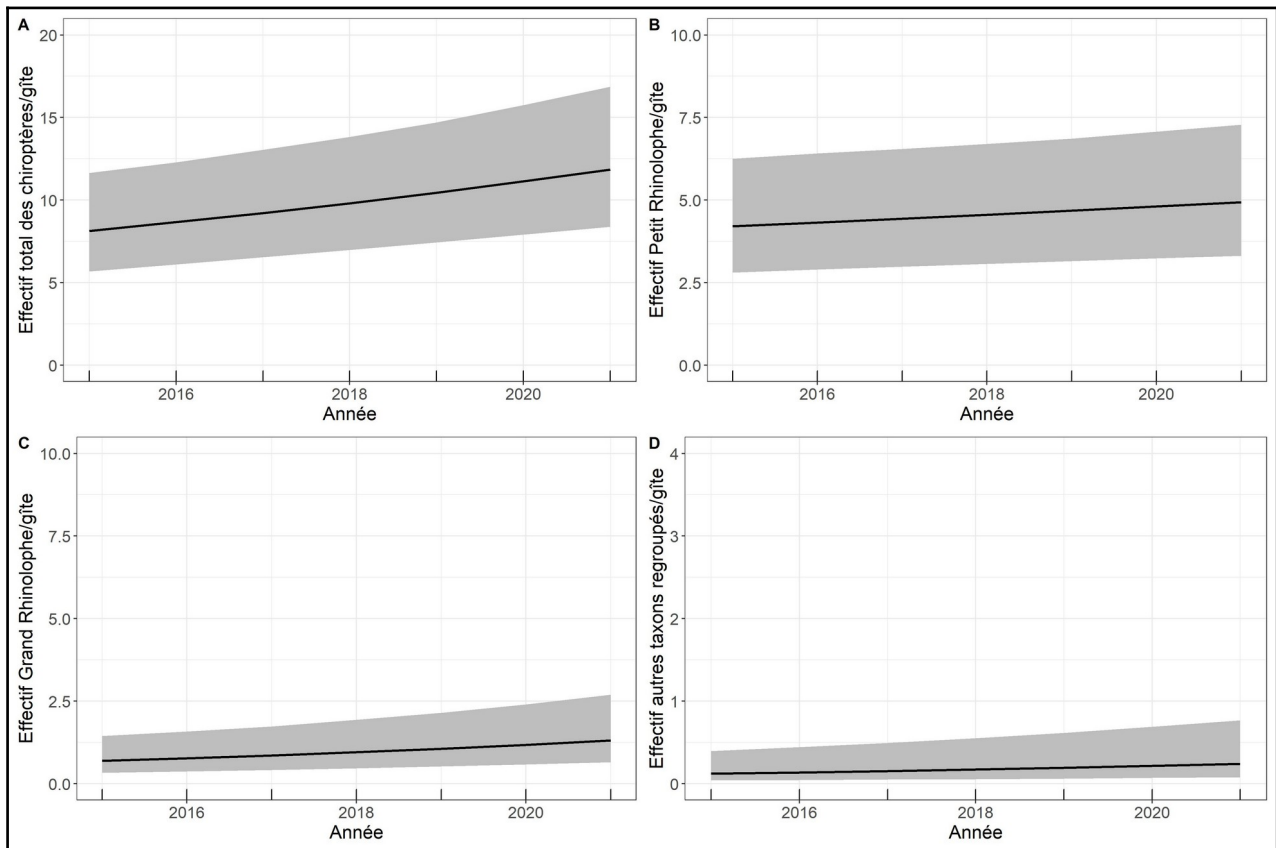 A
Effectif total des chiroptères/gîte
20
15
10
5
0
2016
2018
2020
Année
B
Effectif Petit Rhinolophe/gîte
10.0
7.5
5.0
2.5
0.0
2016
2018
2020
Année
C
Effectif Grand Rhinolophe/gîte
10.0
7.5
5.0
2.5
0.0
2016
2018
2020
Année
D
Effectif autres taxons regroupés/gîte
4
3
2
1
0
2016
2018
2020
Année